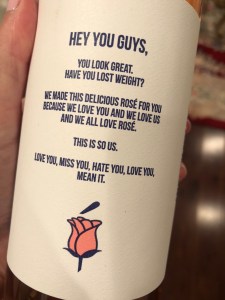 HEY YOU GUYS,
YOU LOOK GREAT.
HAVE YOU LOST WEIGHT?
WE MADE THIS DELICIOUS ROSÉ FOR YOU
BECAUSE WE LOVE YOU AND WE LOVE US
AND WE ALL LOVE ROSÉ.
THIS IS SO US.
LOVE YOU, MISS YOU, HATE YOU, LOVE YOU,
MEAN IT.